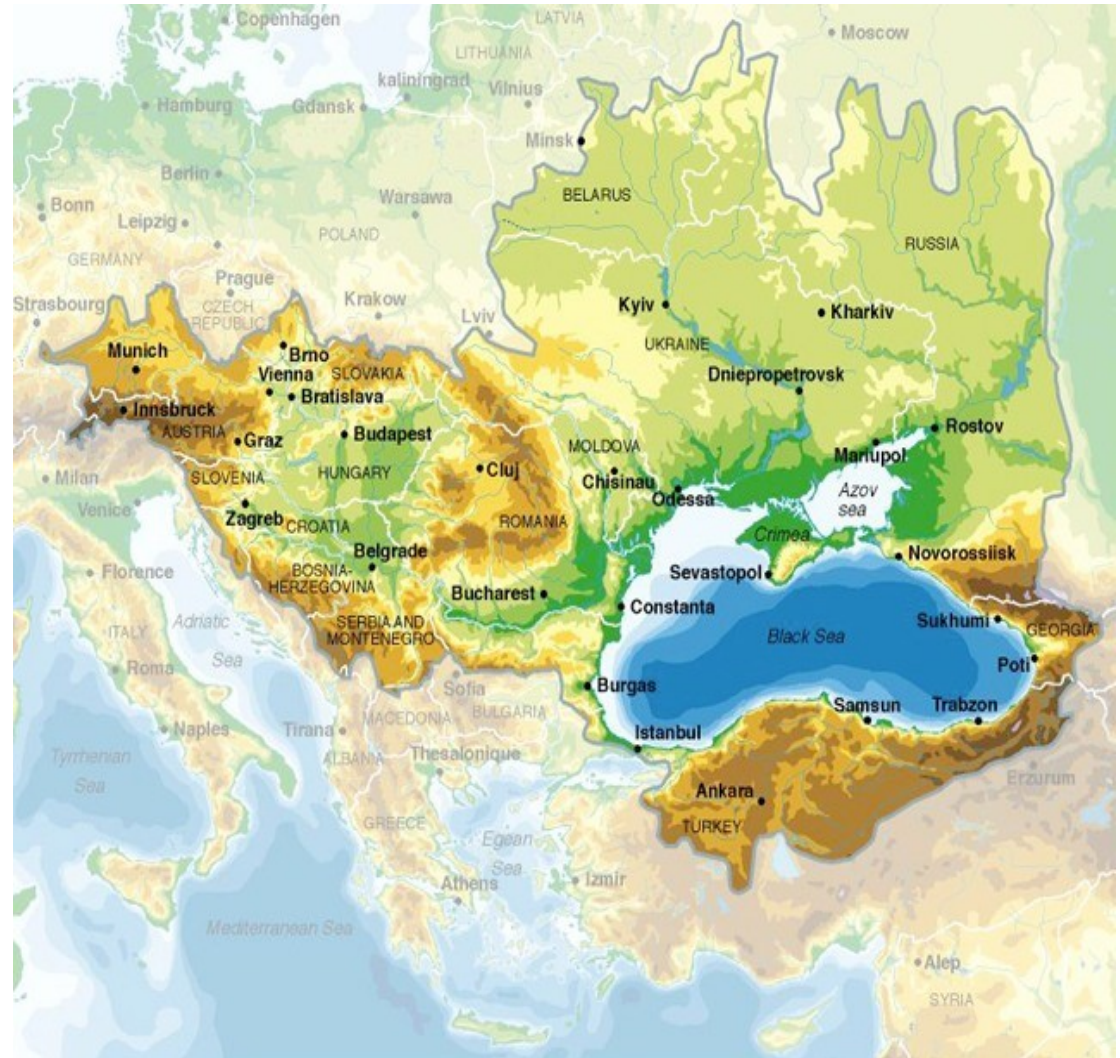 Copenhagen
LATVIA
Moscow
LITHUANIA
kaliningrad
Vilnius
Hamburg
Gdansk
Minsk
Berlin
BELARUS
Warsawa
Bonn
Leipzig
POLAND
RUSSIA
GERMANY
Prague
Strasbourg
CZECH
REPUBLIC
Krakow
Lviv
Kyiv
Kharkiv
UKRAINE
Munich
Brno
Vienna
SLOVAKIA
Dniepropetrovsk
Bratislava
Innsbruck
AUSTRIA
Graz
Budapest
Rostov
MOLDOVA
Mariupol
Milan
SLOVENIA
HUNGARY
Cluj
Chisinau
Odessa
Azov
sea
Venice
Zagreb
CROATIA
ROMANIA
Crimea
Belgrade
Novorossiisk
Florence
BOSNIA-
HERZEGOVINA
Sevastopol
Bucharest
Constanta
ITALY
Adriatic
Sea
SERBIA AND
MONTENEGRO
Black Sea
Sukhumi
GEORGIA
Roma
Poti
Sofia
Burgas
MACEDONIA
BULGARIA
Samsun
Trabzon
Naples
Tirana
Istanbul
ALBANIA
Thesalonique
Tyrrhenian
Sea
Erzurum
Ankara
GREECE
TURKEY
Egean
Sea
Athens
Izmir
Mediterranean Sea
Alep
SYRIA